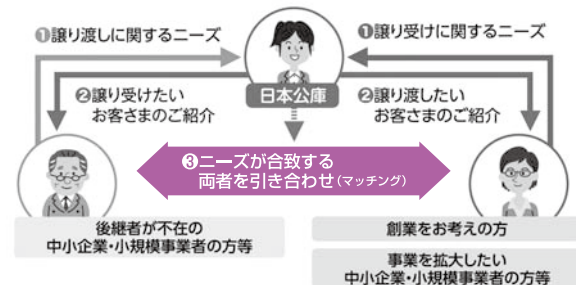 ❶譲り渡しに関するニーズ
❶譲り受けに関するニーズ
日本公庫
❷譲り受けたい
お客さまのご紹介
❷譲り渡したい
お客さまのご紹介
❸ニーズが合致する
両者を引き合わせ(マッチング)
後継者が不在の
中小企業・小規模事業者の方等
創業をお考えの方
事業を拡大したい
中小企業・小規模事業者の方等